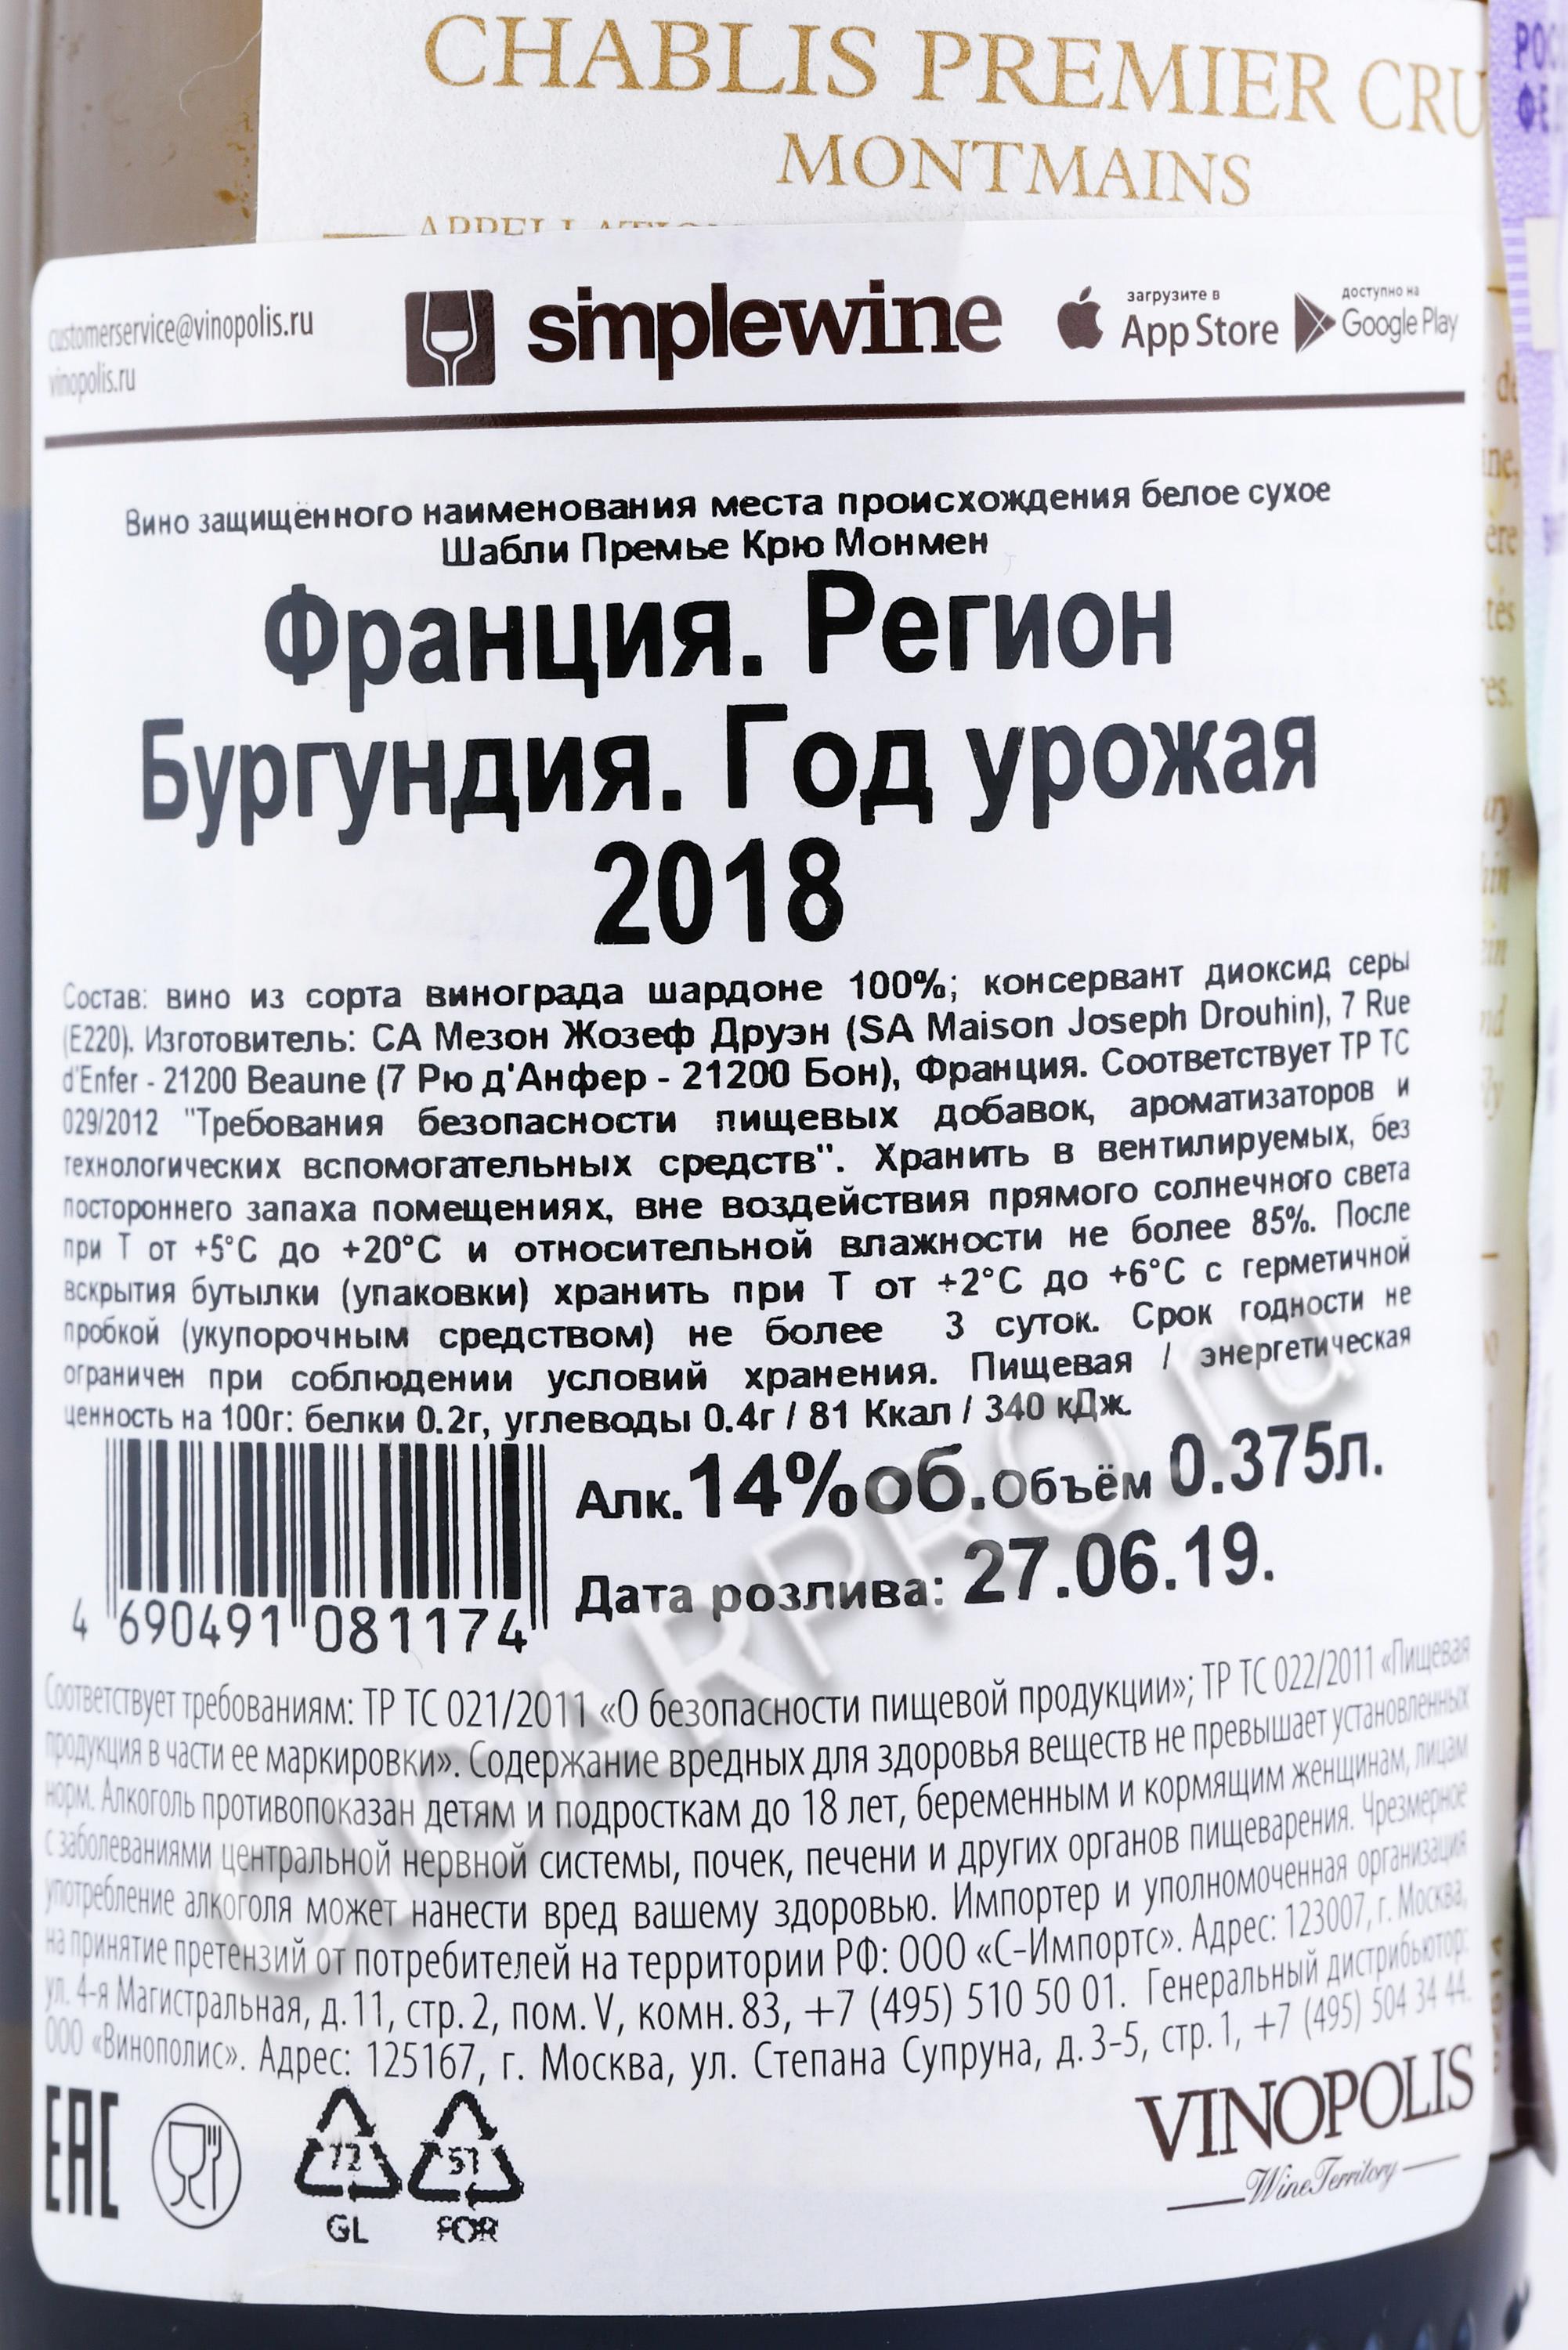 CHABLIS PREMIER CRU
MONTMAINS
APPELLATION
customerservice@vinopolis.ru
vinopolis.ru
simplewine
загрузите в
App Store
доступно на
Google Play
Вино защищённого наименования места происхождения белое сухое
Шабли Премье Крю Монмен
Франция. Регион
Бургундия. Год урожая
2018
Состав: вино из сорта винограда шардоне 100%; консервант диоксид серы
(E220). Изготовитель: СА Мезон Жозеф Друэн (SA Maison Joseph Drouhin), 7 Rue
d'Enfer - 21200 Beaune (7 Рю д'Анфер - 21200 Бон), Франция. Соответствует ТР ТС
029/2012 "Требования безопасности пищевых добавок, ароматизаторов и
технологических вспомогательных средств". Хранить в вентилируемых, без
постороннего запаха помещениях, вне воздействия прямого солнечного света
при Т от +5°С до +20°С и относительной влажности не более 85%. После
вскрытия бутылки (упаковки) хранить при Т от +2°С до +6°С с герметичной
пробкой (укупорочным средством) не более 3 суток. Срок годности не
ограничен при соблюдении условий хранения. Пищевая / энергетическая
ценность на 100г: белки 0.2г, углеводы 0.4г / 81 Ккал / 340 кДж.
Алк. 14%об. Объём 0.375л.
Дата розлива: 27.06.19.
4 690491 081174
Соответствует требованиям: ТР ТС 021/2011 «О безопасности пищевой продукции»; ТР ТС 022/2011 «Пищевая
продукция в части ее маркировки». Содержание вредных для здоровья веществ не превышает установленных
норм. Алкоголь противопоказан детям и подросткам до 18 лет, беременным и кормящим женщинам, лицам
с заболеваниями центральной нервной системы, почек, печени и других органов пищеварения. Чрезмерное
употребление алкоголя может нанести вред вашему здоровью. Импортер и уполномоченная организация
на принятие претензий от потребителей на территории РФ: ООО «С-Импортс». Адрес: 123007, г. Москва,
ул. 4-я Магистральная, д. 11, стр. 2, пом. V, комн. 83, +7 (495) 510 50 01. Генеральный дистрибьютор:
ООО «Винополис». Адрес: 125167, г. Москва, ул. Степана Супруна, д. 3-5, стр. 1, +7 (495) 504 34 44.
EAC
72
GL
51
FOR
VINOPOLIS
Wine Territory
CIGARPRO.ru